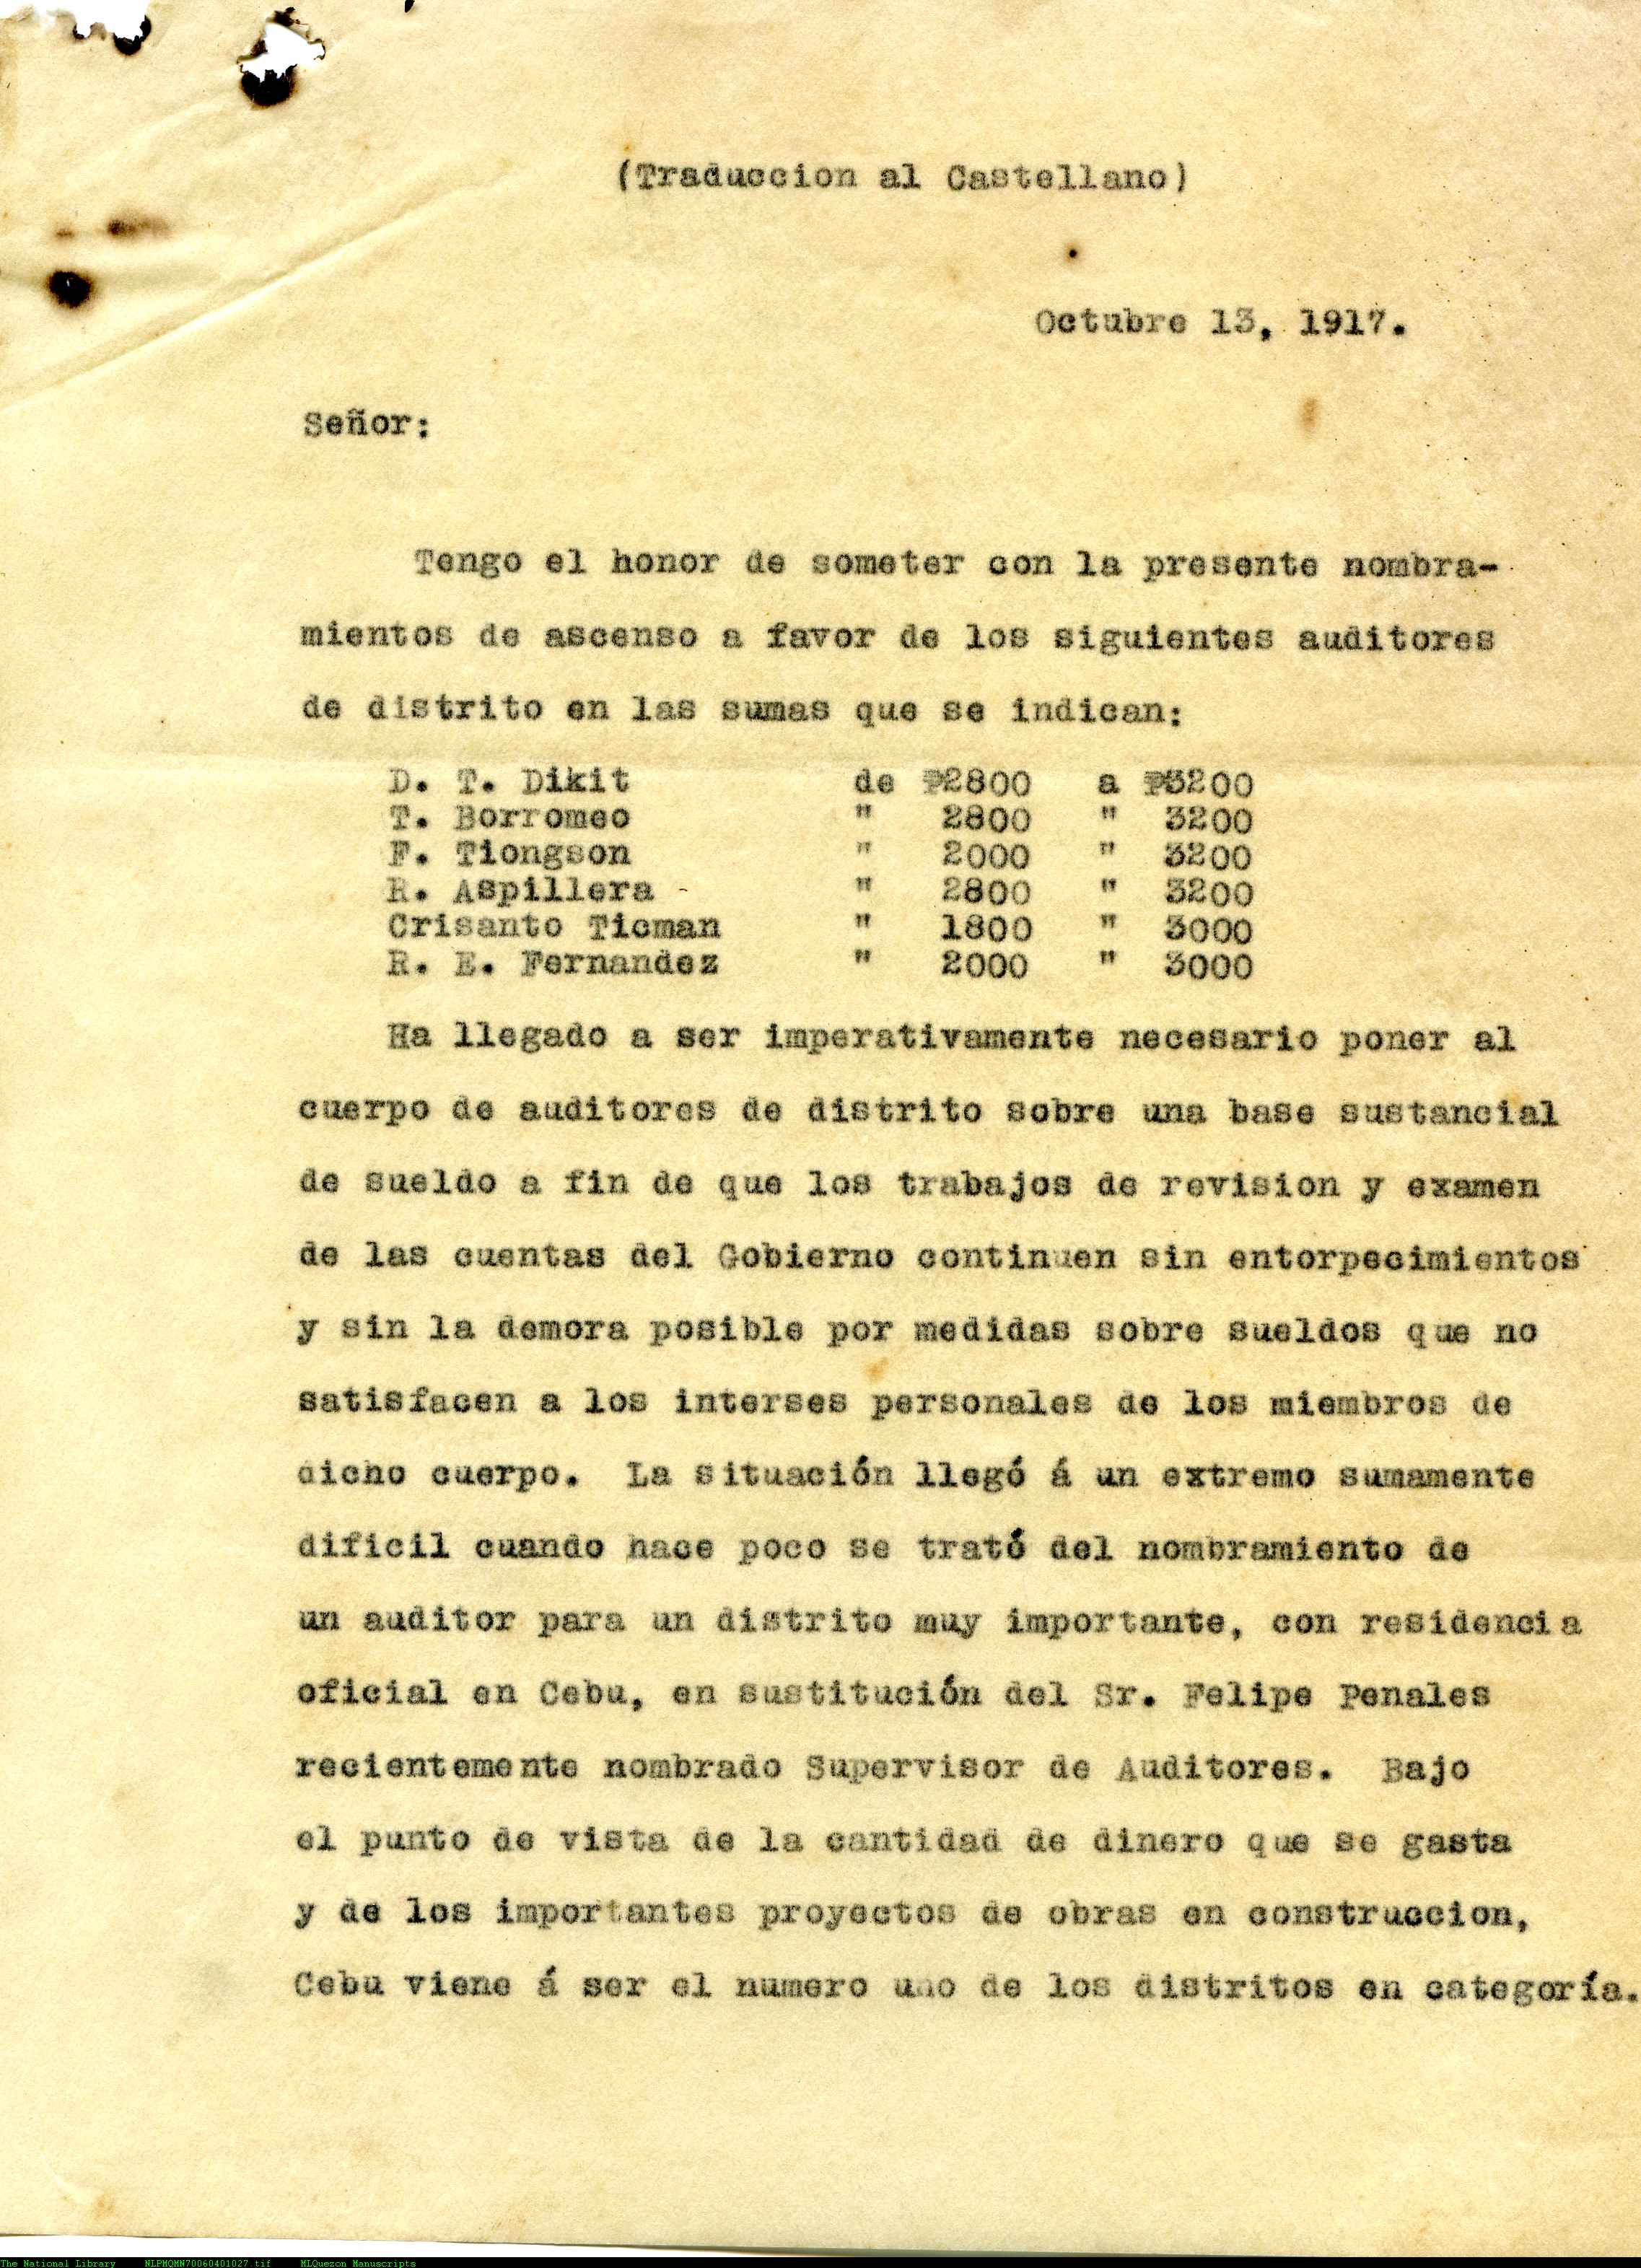 (Traduccion al Castellano)
Octubre 13, 1917.
Señor:
Tengo el honor de someter con la presente nombra-
mientos de ascenso a favor de los siguientes auditores
de distrito en las sumas que se indican:
D. T. Dikit de ₱2800 a ₱3200
T. Borromeo " 2800 " 3200
F. Tiongson " 2000 " 3200
R. Aspillera - " 2800 " 3200
Crisanto Ticman " 1800 " 3000
R. E. Fernandez " 2000 " 3000
Ha llegado a ser imperativamente necesario poner al
cuerpo de auditores de distrito sobre una base sustancial
de sueldo a fin de que los trabajos de revision y examen
de las cuentas del Gobierno continuen sin entorpecimientos
y sin la demora posible por medidas sobre sueldos que no
satisfacen a los interses personales de los miembros de
dicho cuerpo. La situación llegó á un extremo sumamente
dificil cuando hace poco se trató del nombramiento de
un auditor para un distrito muy importante, con residencia
oficial en Cebu, en sustitución del Sr. Felipe Penales
recientemente nombrado Supervisor de Auditores. Bajo
el punto de vista de la cantidad de dinero que se gasta
y de los importantes proyectos de obras en construccion,
Cebu viene á ser el numero uno de los distritos en categoría.
The National Library NLPMQMN70060401027.tif MLQuezon Manuscripts